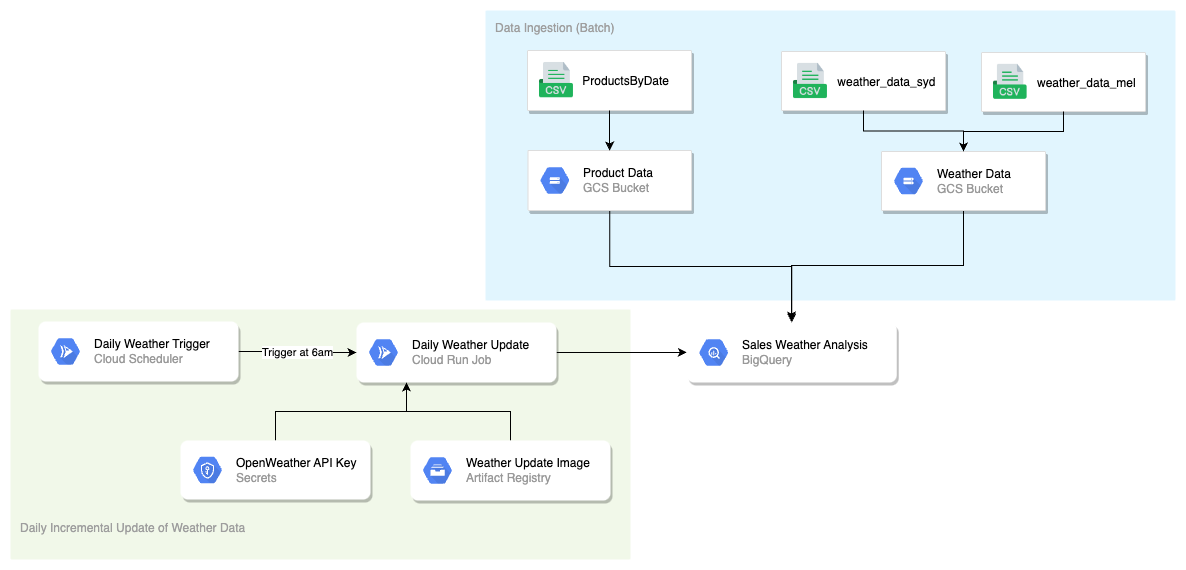 Data Ingestion (Batch)
CSV
ProductsByDate
CSV
weather_data_syd
CSV
weather_data_mel
Product Data
GCS Bucket
Weather Data
GCS Bucket
Daily Weather Trigger
Cloud Scheduler
Trigger at 6am
Daily Weather Update
Cloud Run Job
Sales Weather Analysis
BigQuery
OpenWeather API Key
Secrets
Weather Update Image
Artifact Registry
Daily Incremental Update of Weather Data